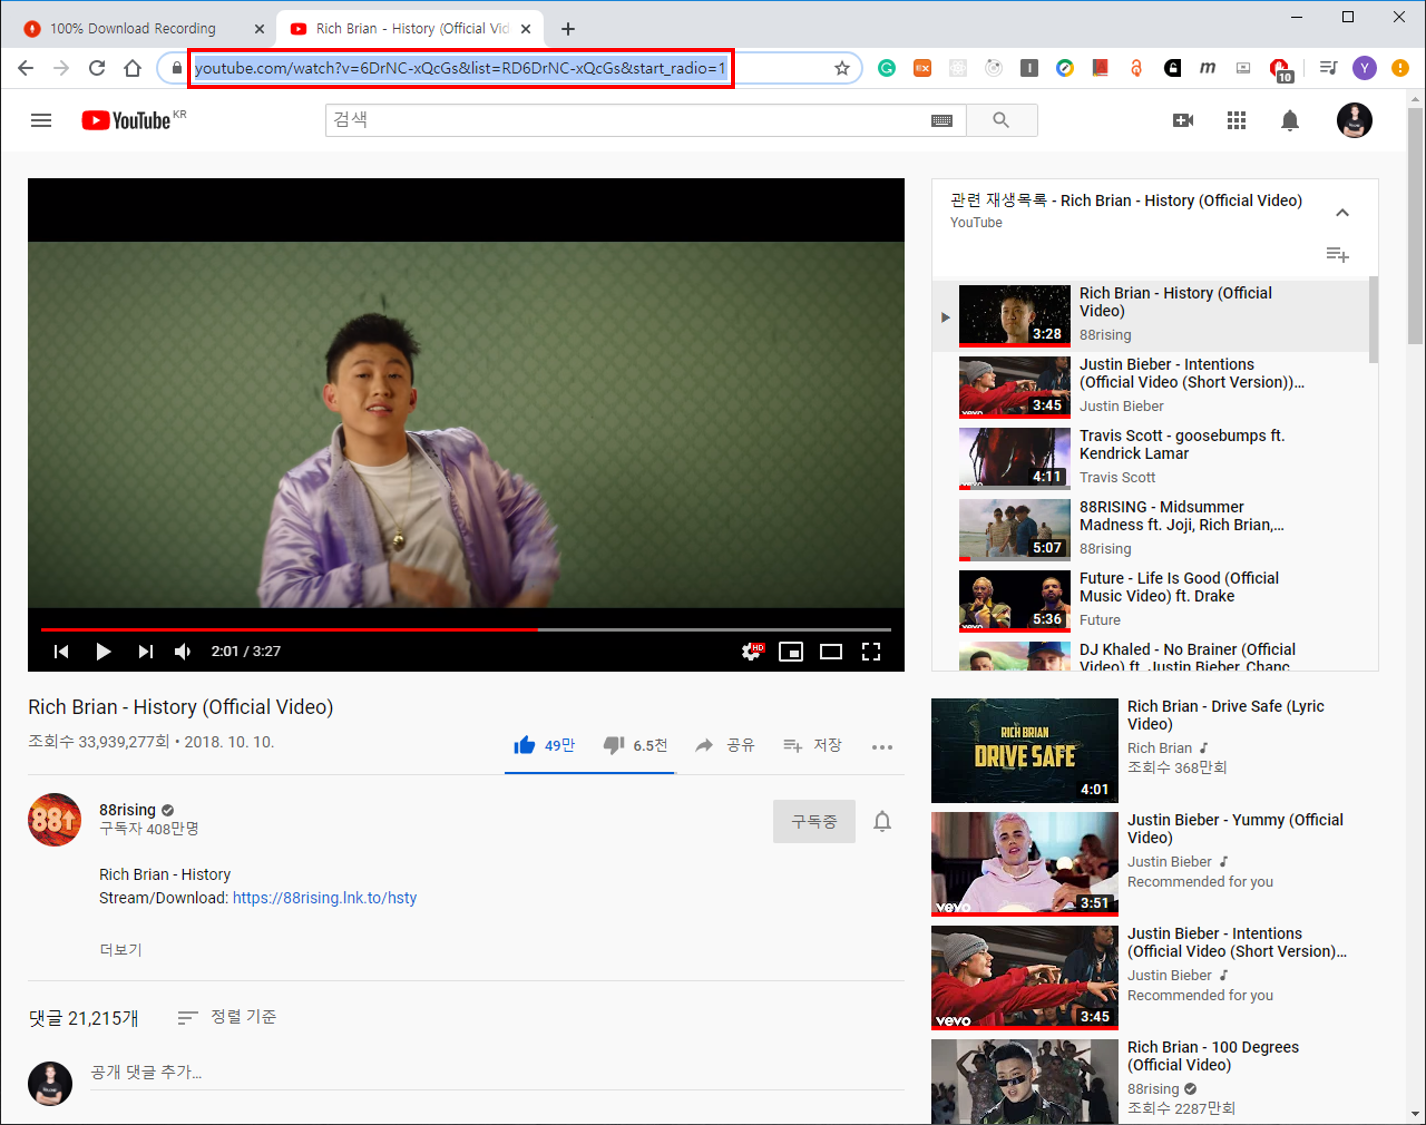 100% Download Recording
Rich Brian - History (Official Vid
youtube.com/watch?v=6DrNC-xQcGs&list=RD6DrNC-xQcGs&start_radio=1
10
Y
YouTube KR
검색
관련 재생목록 - Rich Brian - History (Official Video)
YouTube
Rich Brian - History (Official
Video)
88rising
3:28
Justin Bieber - Intentions
(Official Video (Short Version))...
Justin Bieber
vevo
3:45
Travis Scott - goosebumps ft.
Kendrick Lamar
Travis Scott
vevo
4:11
88RISING - Midsummer
Madness ft. Joji, Rich Brian,...
88rising
5:07
Future - Life Is Good (Official
Music Video) ft. Drake
Future
5:36
DJ Khaled - No Brainer (Official
Video) ft. Justin Bieber, Chanc
2:01 / 3:27
HD
Rich Brian - History (Official Video)
조회수 33,939,277회 • 2018. 10. 10.
49만
6.5천
공유
저장
88rising
구독자 408만명
구독중
Rich Brian - History
Stream/Download: https://88rising.lnk.to/hsty
더보기
댓글 21,215개
정렬 기준
공개 댓글 추가...
RICH BRIAN
DRIVE SAFE
4:01
Rich Brian - Drive Safe (Lyric
Video)
Rich Brian
조회수 368만회
vevo
3:51
Justin Bieber - Yummy (Official
Video)
Justin Bieber
Recommended for you
vevo
3:45
Justin Bieber - Intentions
(Official Video (Short Version)...
Justin Bieber
Recommended for you
Rich Brian - 100 Degrees
(Official Video)
88rising
조회수 2287만회